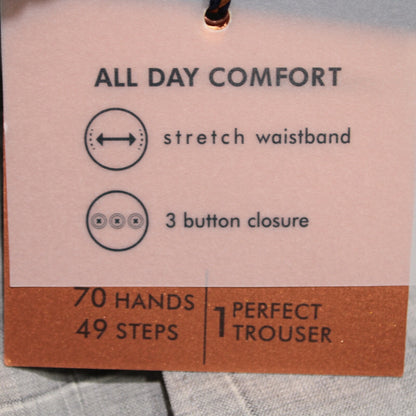 ALL DAY COMFORT
stretch waistband
3 button closure
70 HANDS
49 STEPS
1 PERFECT
TROUSER